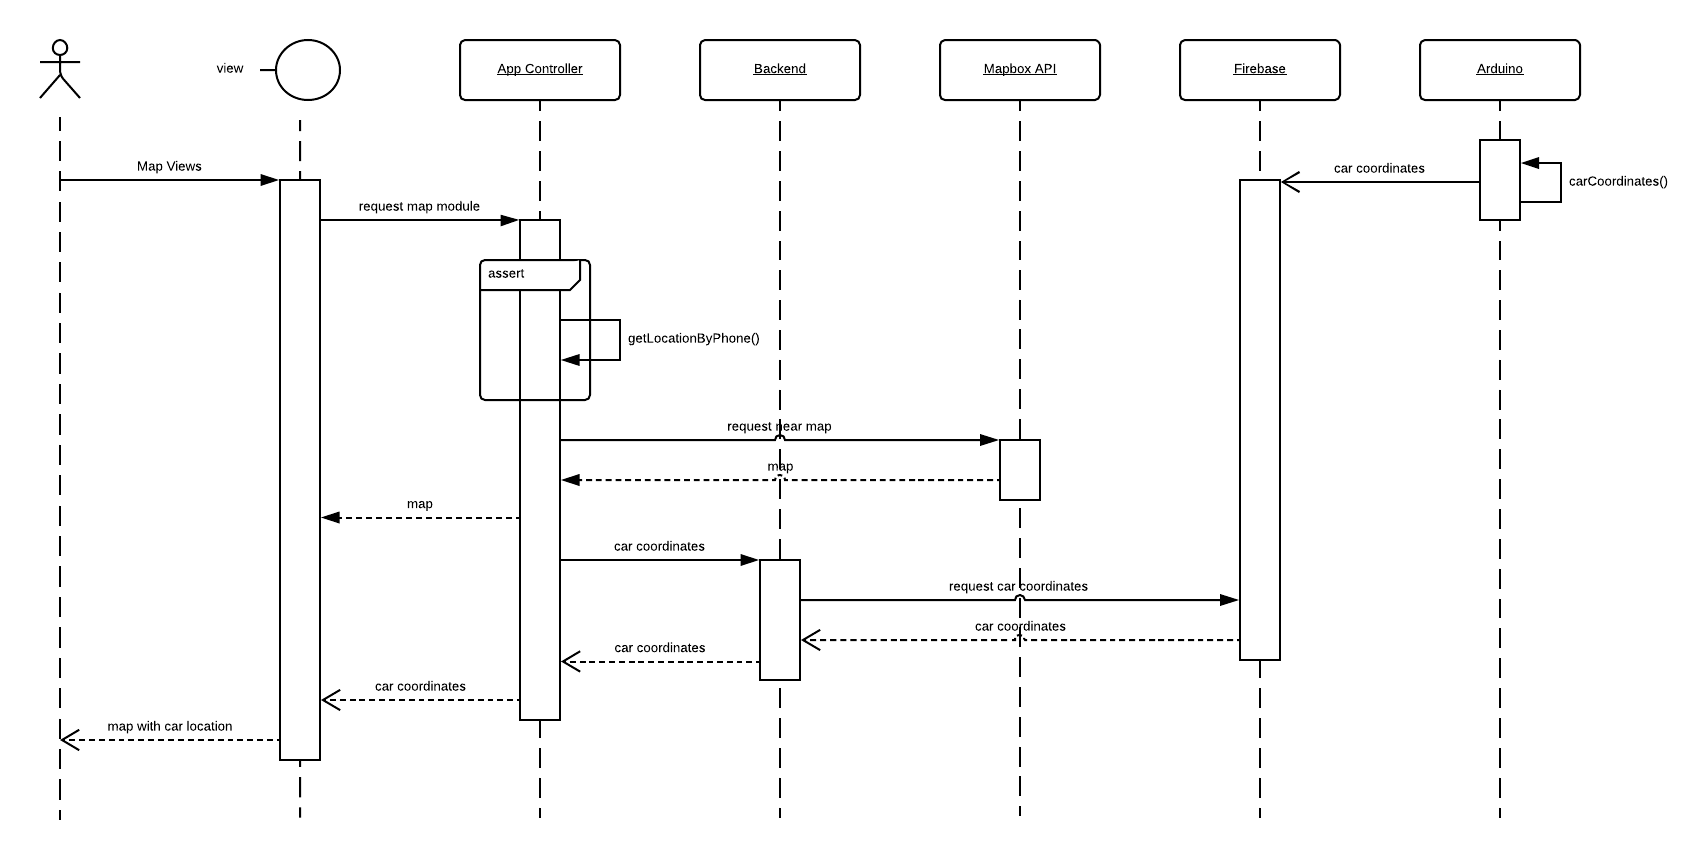 view
App Controller
Backend
Mapbox API
Firebase
Arduino
Map Views
car coordinates
carCoordinates()
request map module
assert
getLocationByPhone()
request near map
map
map
car coordinates
request car coordinates
car coordinates
car coordinates
car coordinates
map with car location